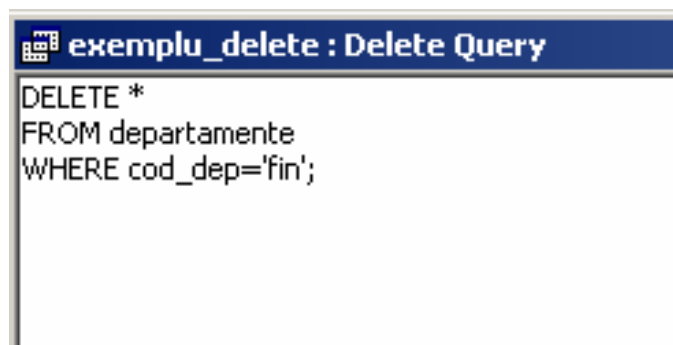 exemplu_delete : Delete Query
DELETE *
FROM departamente
WHERE cod_dep='fin';